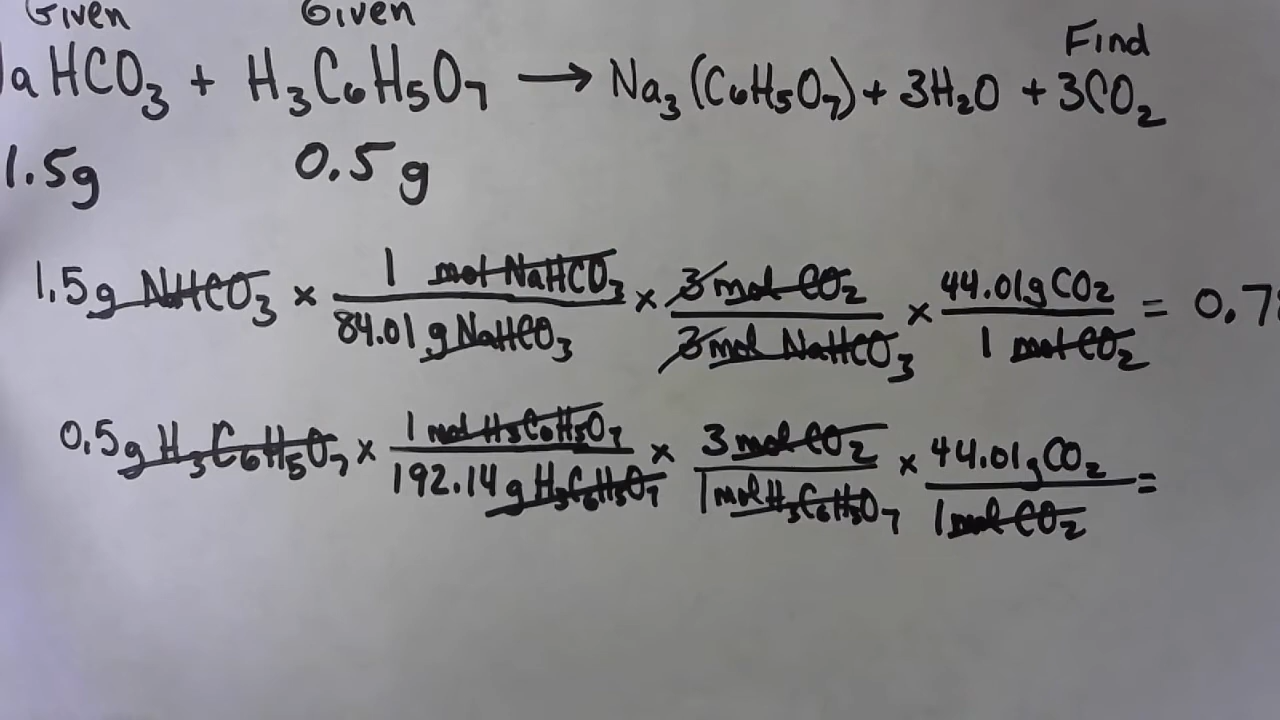 Given Given Find
aHCO₃ + H₃C₆H₅O₇ → Na₃(C₆H₅O₇) + 3H₂O + 3CO₂
1.5g 0.5g
1.5g NHCO₃ × 1 mol NaHCO₃ / 84.01 g NaHCO₃ × 3 mol CO₂ / 3 mol NaHCO₃ × 44.01g CO₂ / 1 mol CO₂ = 0.7
0.5g H₃C₆H₅O₇ × 1 mol H₃C₆H₅O₇ / 192.14 g H₃C₆H₅O₇ × 3 mol CO₂ / 1 mol H₃C₆H₅O₇ × 44.01g CO₂ / 1 mol CO₂ =